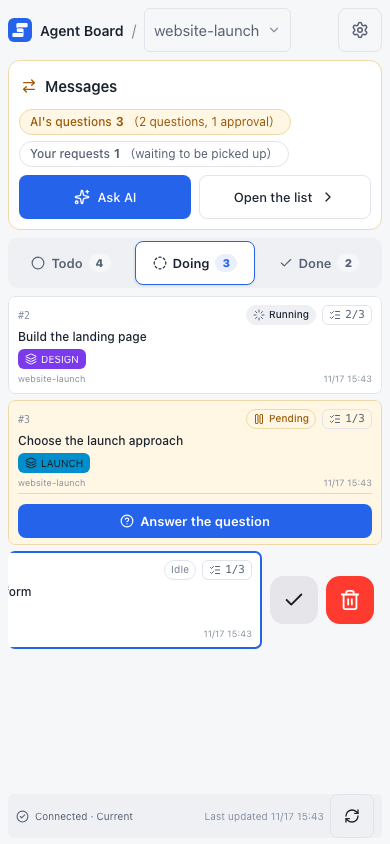 Agent Board / website-launch
Messages
AI's questions 3 (2 questions, 1 approval)
Your requests 1 (waiting to be picked up)
Ask AI
Open the list
Todo 4
Doing 3
Done 2
#2 Running 2/3
Build the landing page
DESIGN
website-launch 11/17 15:43
#3 Pending 1/3
Choose the launch approach
LAUNCH
website-launch 11/17 15:43
Answer the question
Idle 1/3
form
11/17 15:43
Connected · Current Last updated 11/17 15:43